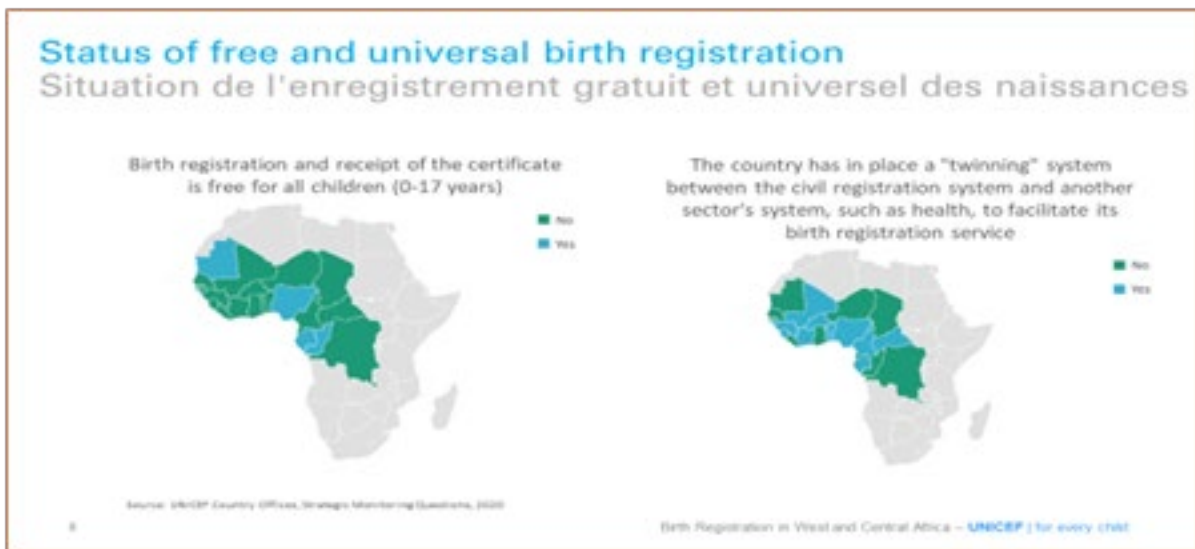 Status of free and universal birth registration
Situation de l'enregistrement gratuit et universel des naissances
Birth registration and receipt of the certificate
is free for all children (0-17 years)
No
Yes
The country has in place a "twinning" system
between the civil registration system and another
sector's system, such as health, to facilitate its
birth registration service
No
Yes
Source: UNICEF Country Offices, Strategic Monitoring Questions, 2020
8
Birth Registration in West and Central Africa – UNICEF | for every child